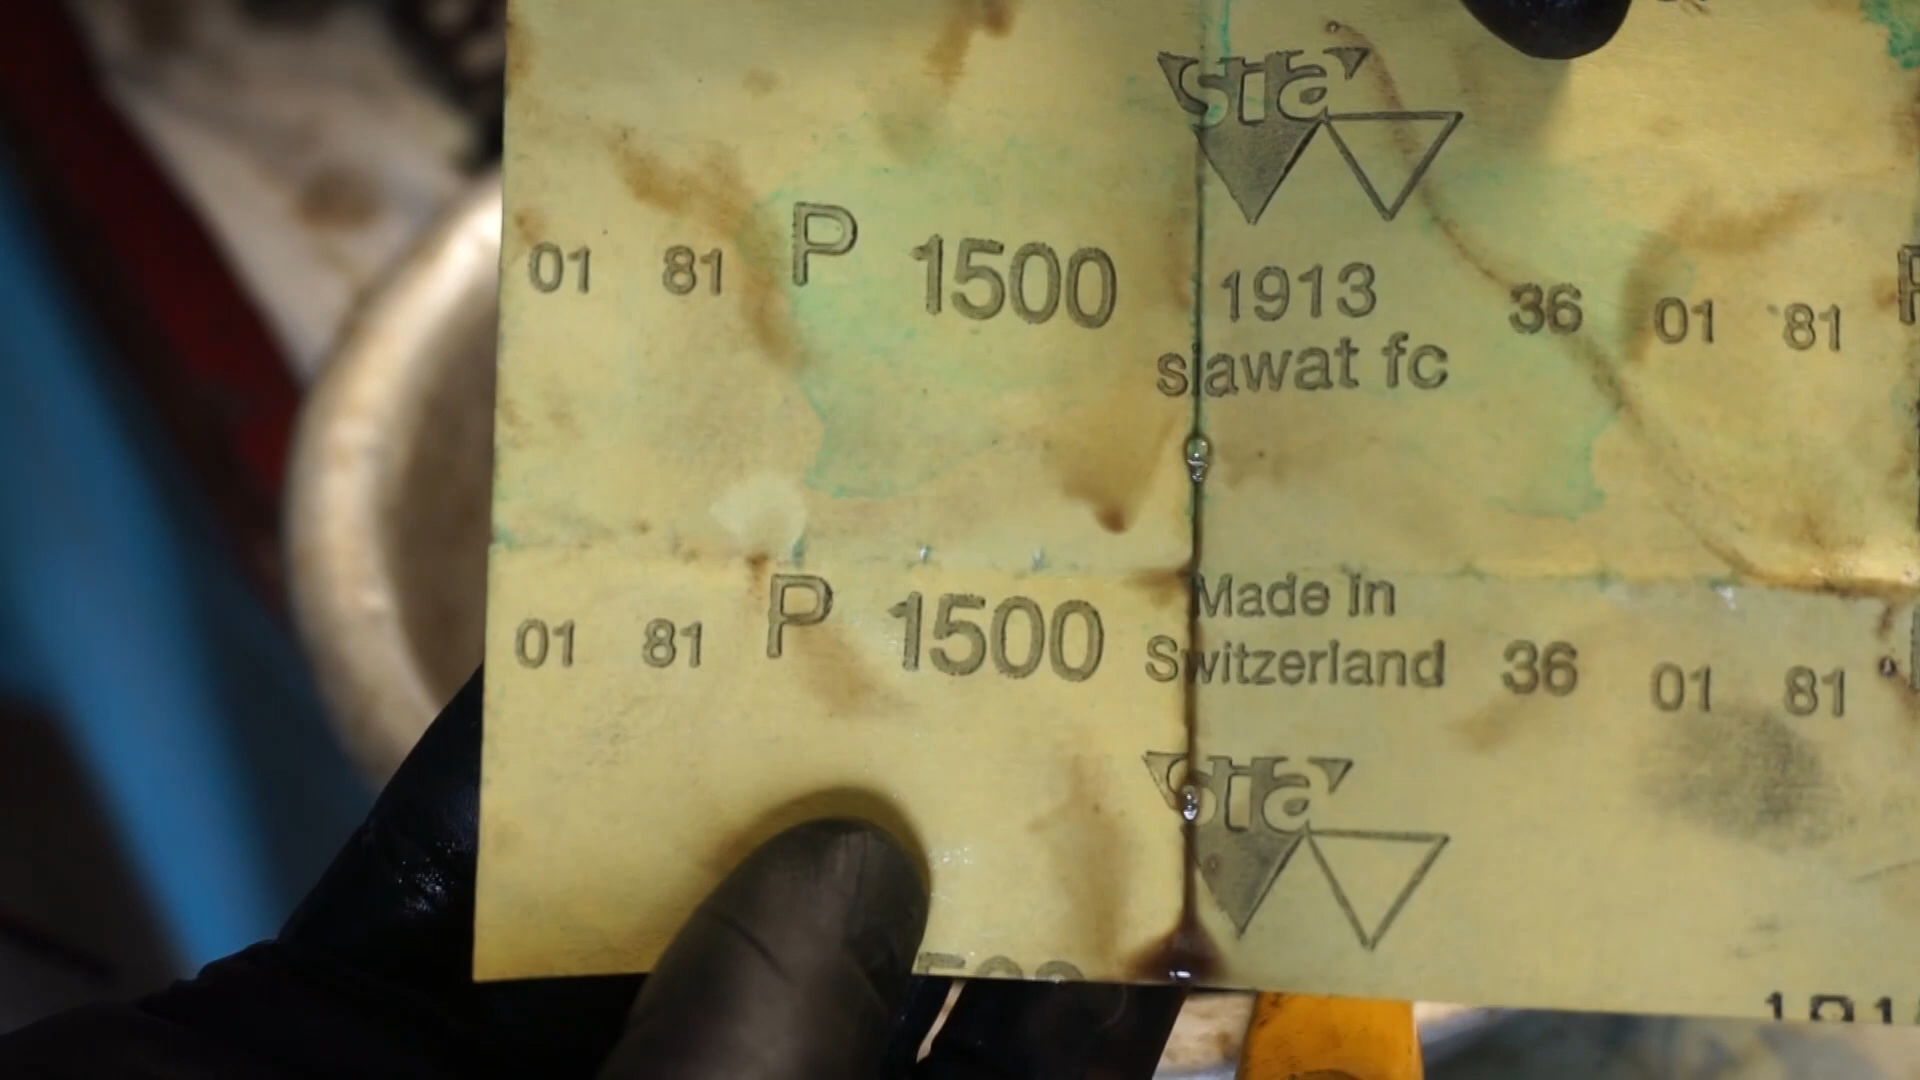 sia
01 81 P 1500 1913 36 01 81 P
siawat fc
01 81 P 1500 Made in 36 01 81
Switzerland
sia